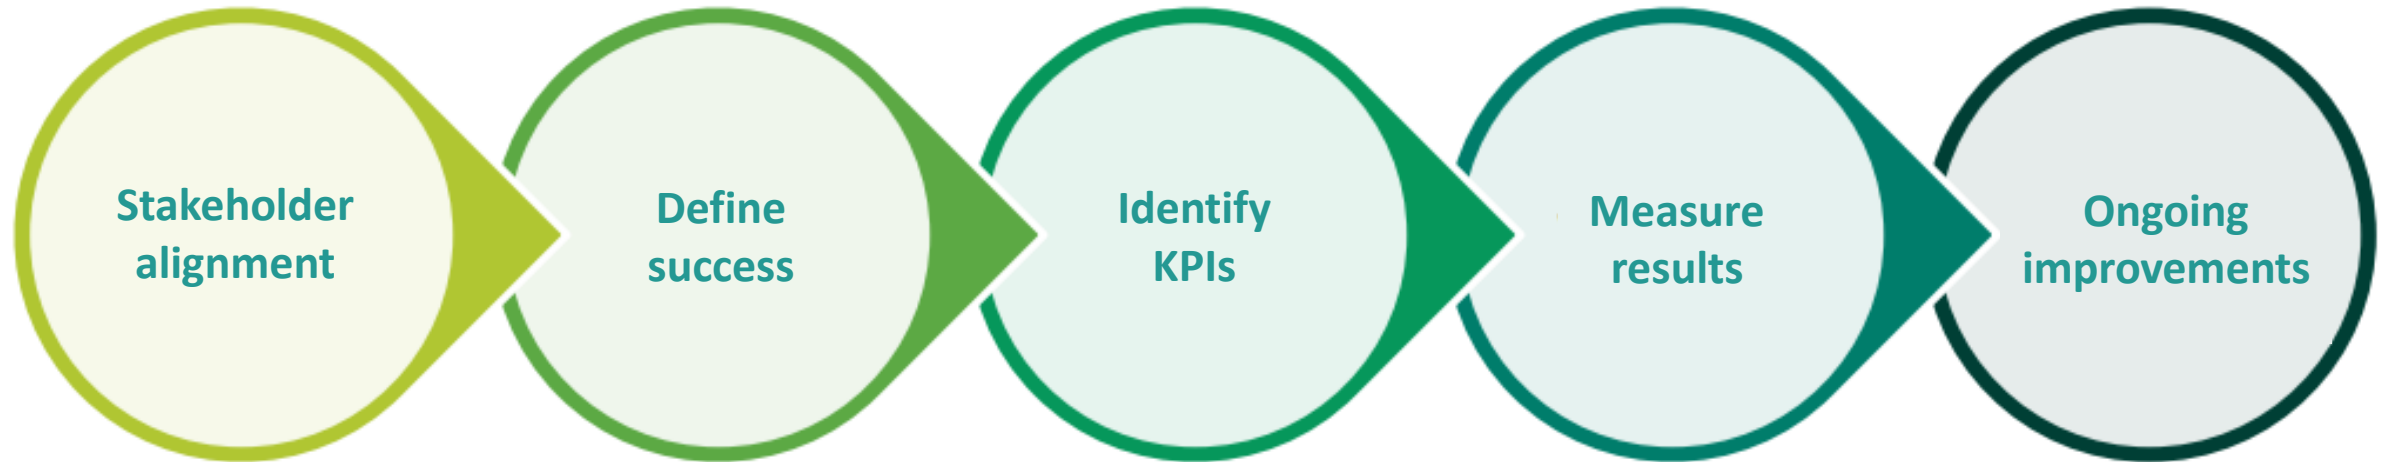 Stakeholder
alignment
Define
success
Identify
KPIs
Measure
results
Ongoing
improvements